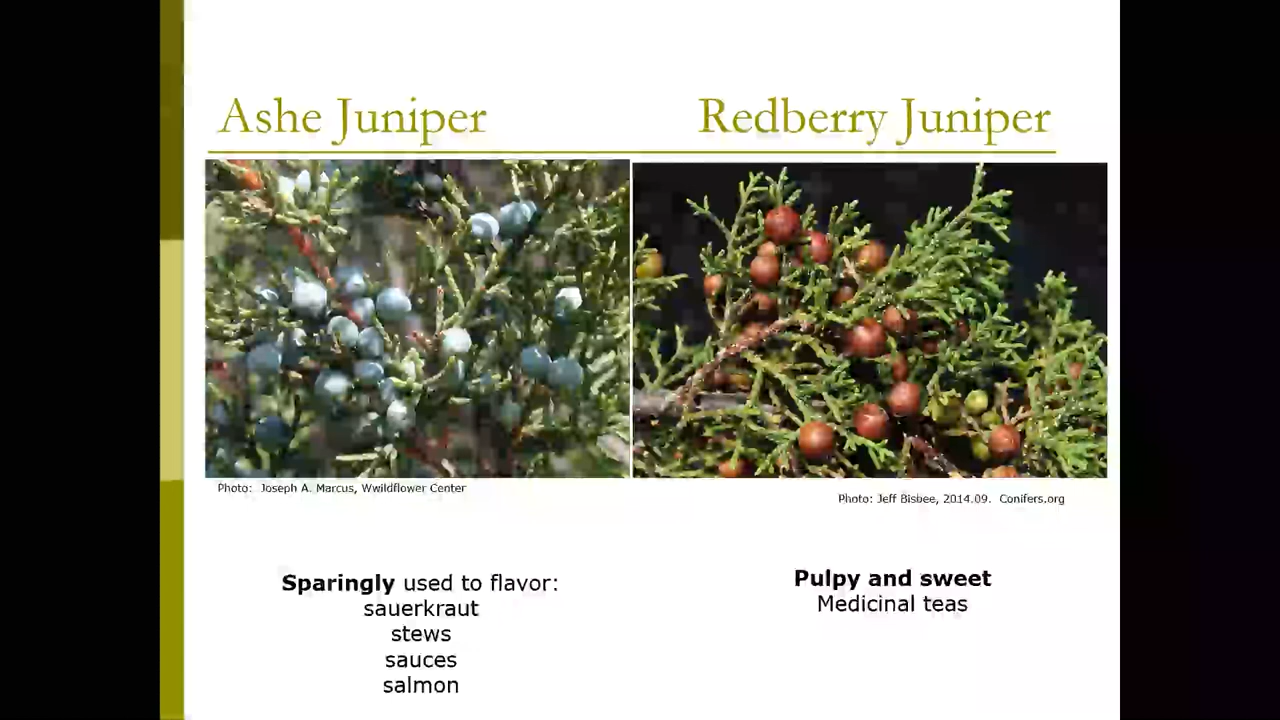 Ashe Juniper
Redberry Juniper
Photo: Joseph A. Marcus, Wwildflower Center
Photo: Jeff Bisbee, 2014.09. Conifers.org
Sparingly used to flavor:
sauerkraut
stews
sauces
salmon
Pulpy and sweet
Medicinal teas